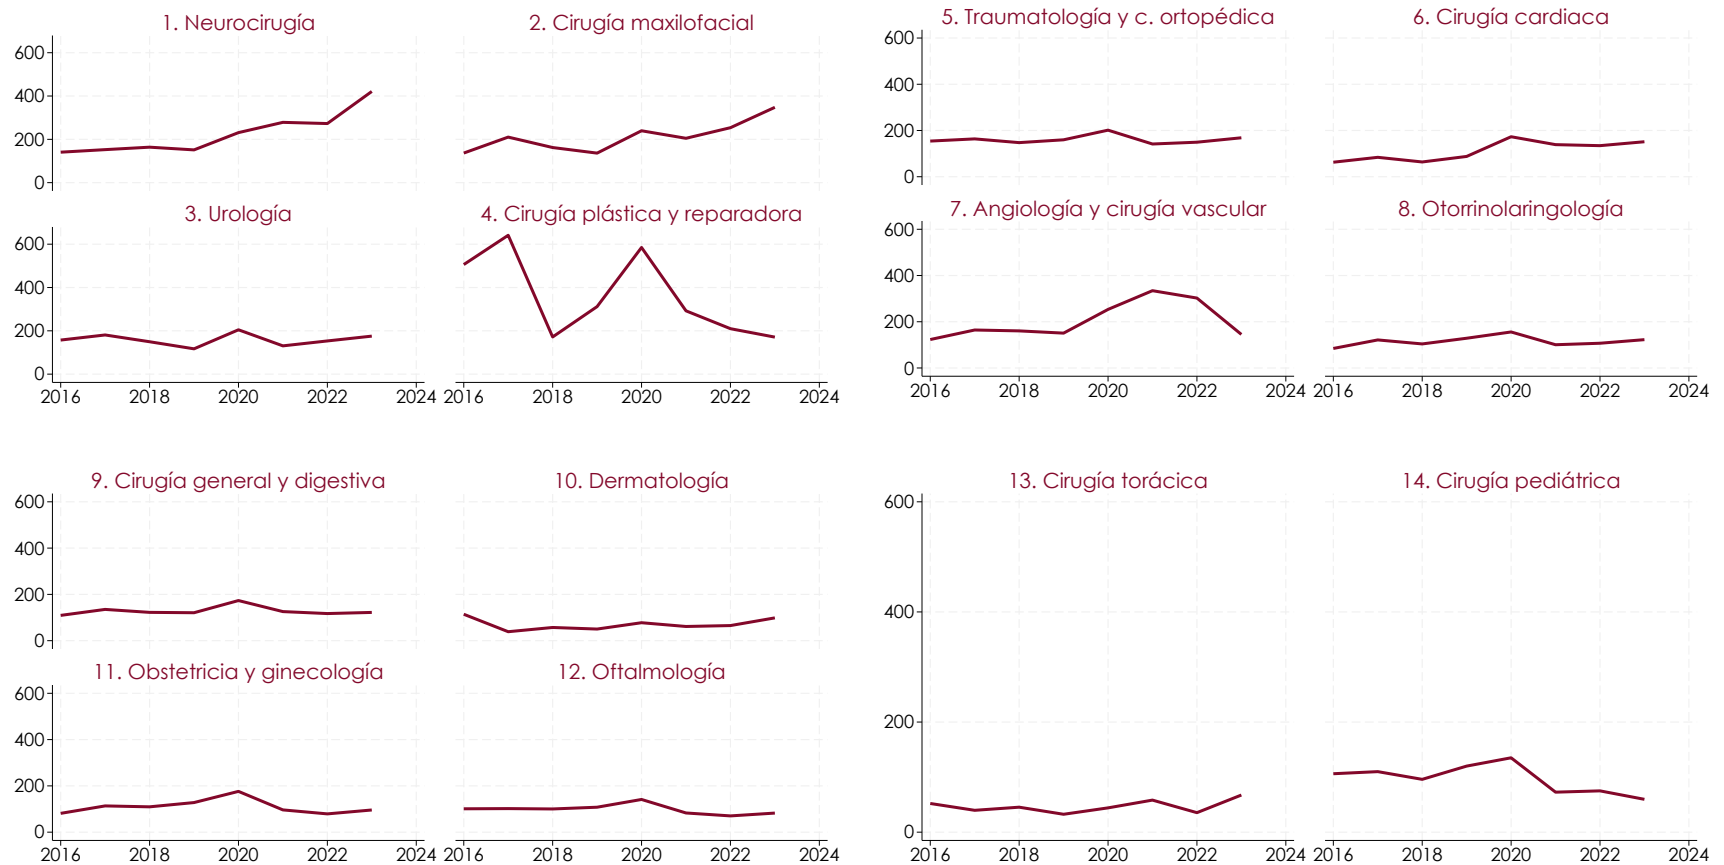 1. Neurocirugía
2. Cirugía maxilofacial
600
400
200
0
3. Urología
4. Cirugía plástica y reparadora
600
400
200
0
2016 2018 2020 2022 2024
2016 2018 2020 2022 2024
5. Traumatología y c. ortopédica
6. Cirugía cardiaca
600
400
200
0
7. Angiología y cirugía vascular
8. Otorrinolaringología
600
400
200
0
2016 2018 2020 2022 2024
2016 2018 2020 2022 2024
9. Cirugía general y digestiva
10. Dermatología
600
400
200
0
11. Obstetricia y ginecología
12. Oftalmología
600
400
200
0
2016 2018 2020 2022 2024
2016 2018 2020 2022 2024
13. Cirugía torácica
14. Cirugía pediátrica
600
400
200
0
2016 2018 2020 2022 2024
2016 2018 2020 2022 2024